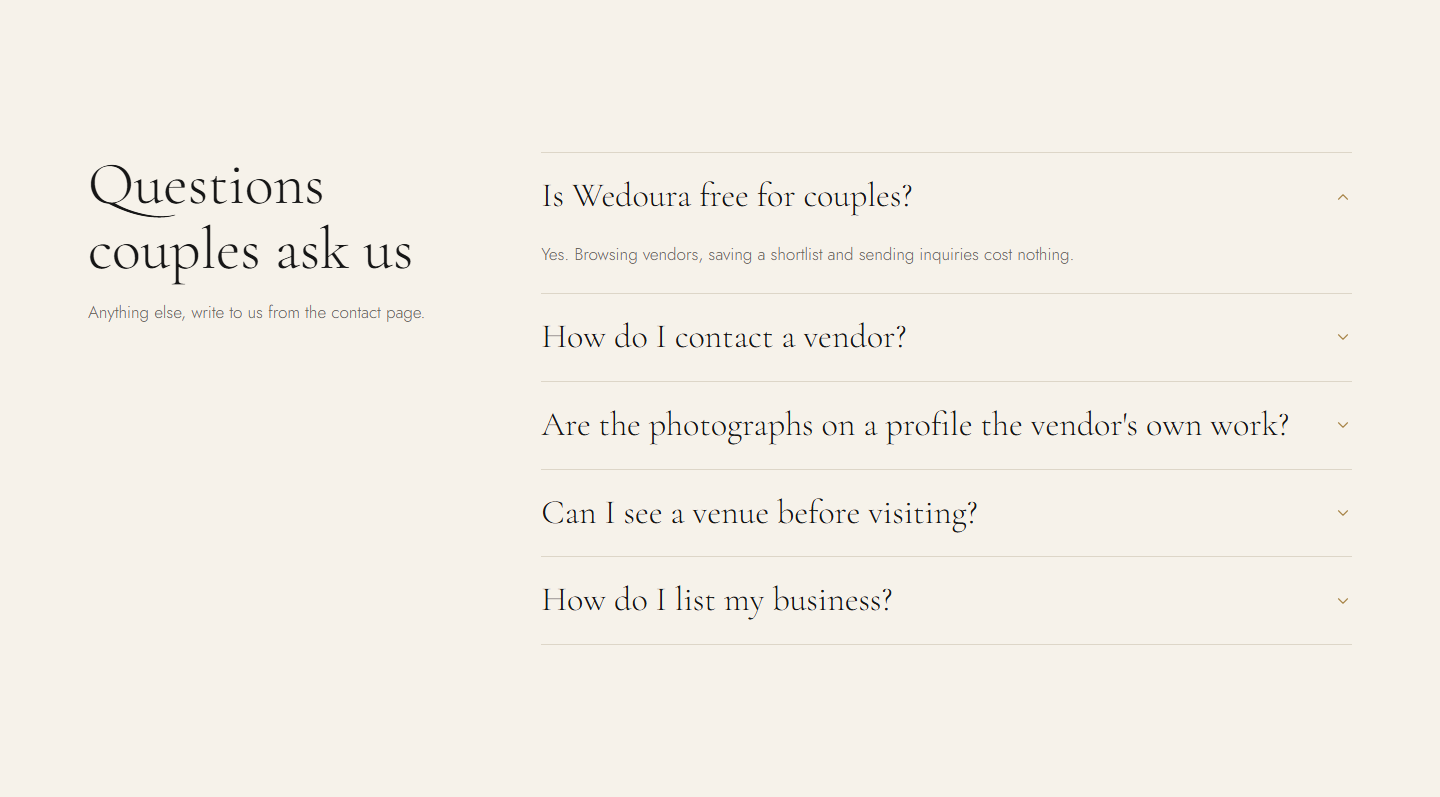 Questions
couples ask us
Anything else, write to us from the contact page.
Is Wedoura free for couples?
Yes. Browsing vendors, saving a shortlist and sending inquiries cost nothing.
How do I contact a vendor?
Are the photographs on a profile the vendor's own work?
Can I see a venue before visiting?
How do I list my business?